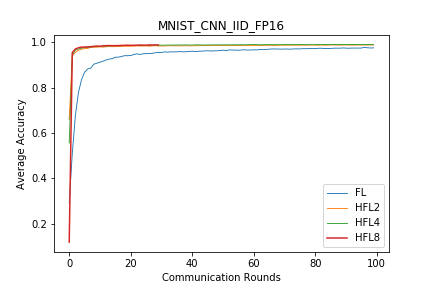 MNIST_CNN_IID_FP16
1.0
0.8
0.6
0.4
0.2
Average Accuracy
0 20 40 60 80 100
Communication Rounds
FL
HFL2
HFL4
HFL8